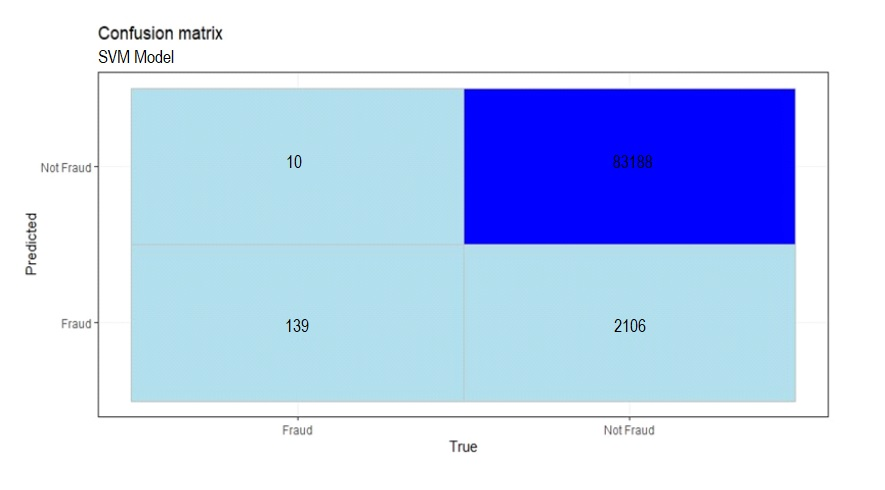 Confusion matrix
SVM Model
Not Fraud
10
83188
Predicted
Fraud
139
2106
Fraud
Not Fraud
True